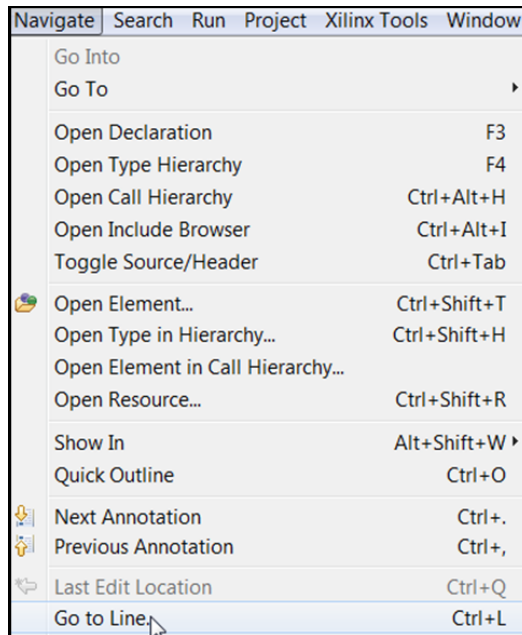 Navigate Search Run Project Xilinx Tools Window
Go Into
Go To
Open Declaration F3
Open Type Hierarchy F4
Open Call Hierarchy Ctrl+Alt+H
Open Include Browser Ctrl+Alt+I
Toggle Source/Header Ctrl+Tab
Open Element... Ctrl+Shift+T
Open Type in Hierarchy... Ctrl+Shift+H
Open Element in Call Hierarchy...
Open Resource... Ctrl+Shift+R
Show In Alt+Shift+W
Quick Outline Ctrl+O
Next Annotation Ctrl+.
Previous Annotation Ctrl+,
Last Edit Location Ctrl+Q
Go to Line... Ctrl+L